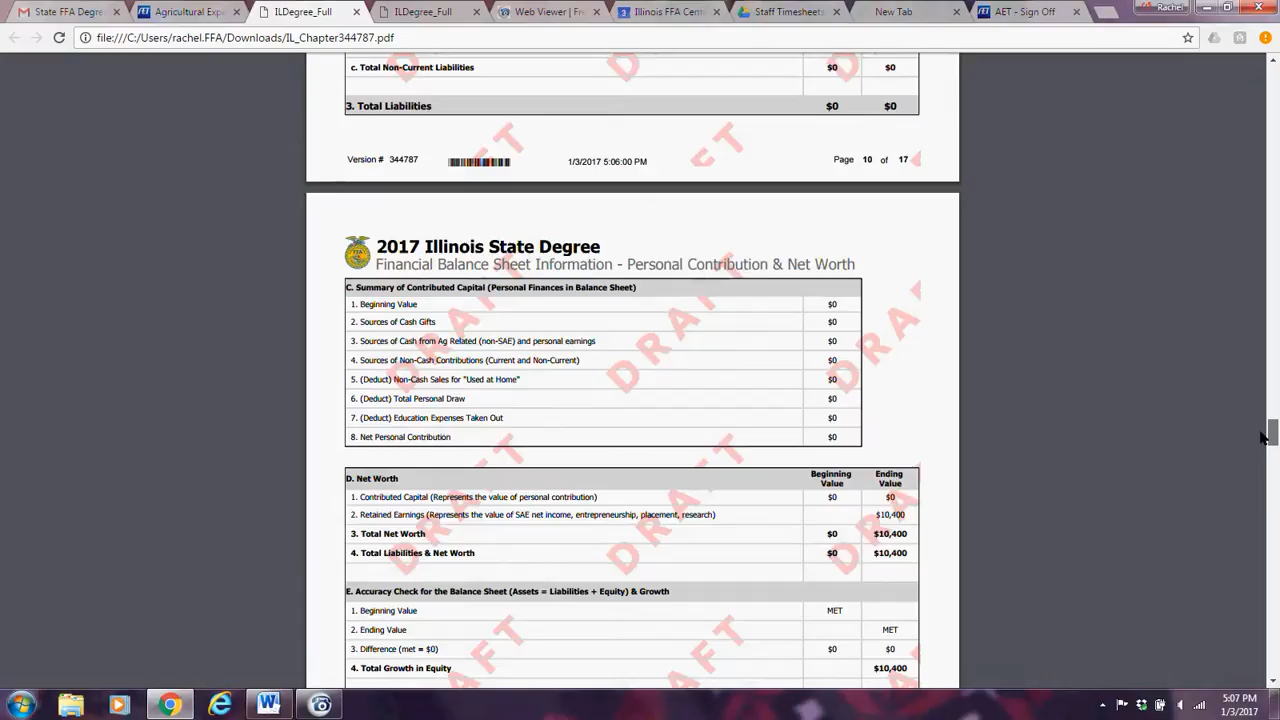 State FFA Degre
Agricultural Exp
ILDegree_Full
ILDegree_Full
Web Viewer | Fre
Illinois FFA Cent
Staff Timesheets
New Tab
AET - Sign Off
Rachel
file:///C:/Users/rachel.FFA/Downloads/IL_Chapter344787.pdf
c. Total Non-Current Liabilities $0 $0
3. Total Liabilities $0 $0
Version # 344787 1/3/2017 5:06:00 PM Page 10 of 17
2017 Illinois State Degree
Financial Balance Sheet Information - Personal Contribution & Net Worth
C. Summary of Contributed Capital (Personal Finances in Balance Sheet)
1. Beginning Value $0
2. Sources of Cash Gifts $0
3. Sources of Cash from Ag Related (non-SAE) and personal earnings $0
4. Sources of Non-Cash Contributions (Current and Non-Current) $0
5. (Deduct) Non-Cash Sales for "Used at Home" $0
6. (Deduct) Total Personal Draw $0
7. (Deduct) Education Expenses Taken Out $0
8. Net Personal Contribution $0
D. Net Worth Beginning Value Ending Value
1. Contributed Capital (Represents the value of personal contribution) $0 $0
2. Retained Earnings (Represents the value of SAE net income, entrepreneurship, placement, research) $10,400
3. Total Net Worth $0 $10,400
4. Total Liabilities & Net Worth $0 $10,400
E. Accuracy Check for the Balance Sheet (Assets = Liabilities + Equity) & Growth
1. Beginning Value MET
2. Ending Value MET
3. Difference (met = $0) $0 $0
4. Total Growth in Equity $10,400
DRAFT
DRAFT
DRAFT
DRAFT
DRAFT
5:07 PM
1/3/2017